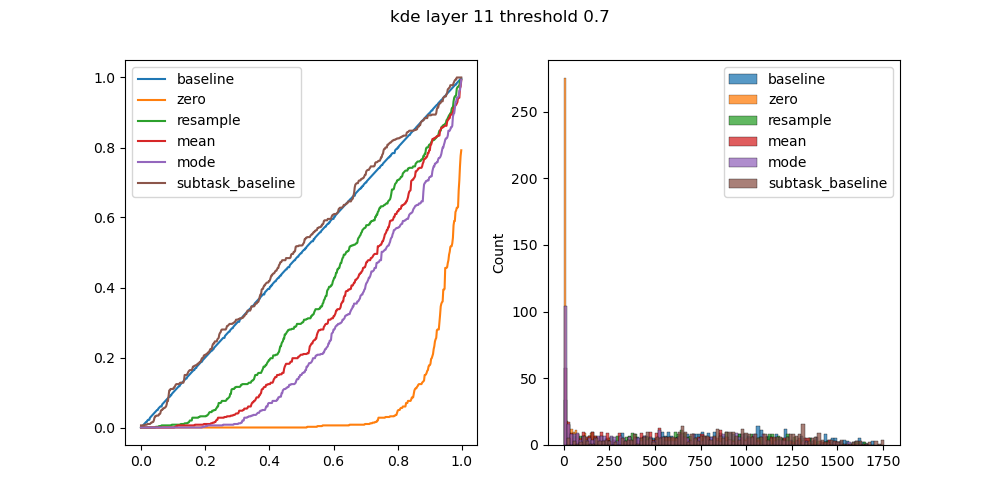 kde layer 11 threshold 0.7
1.0
0.8
0.6
0.4
0.2
0.0
0.0 0.2 0.4 0.6 0.8 1.0
baseline
zero
resample
mean
mode
subtask_baseline
Count
250
200
150
100
50
0
0 250 500 750 1000 1250 1500 1750
baseline
zero
resample
mean
mode
subtask_baseline